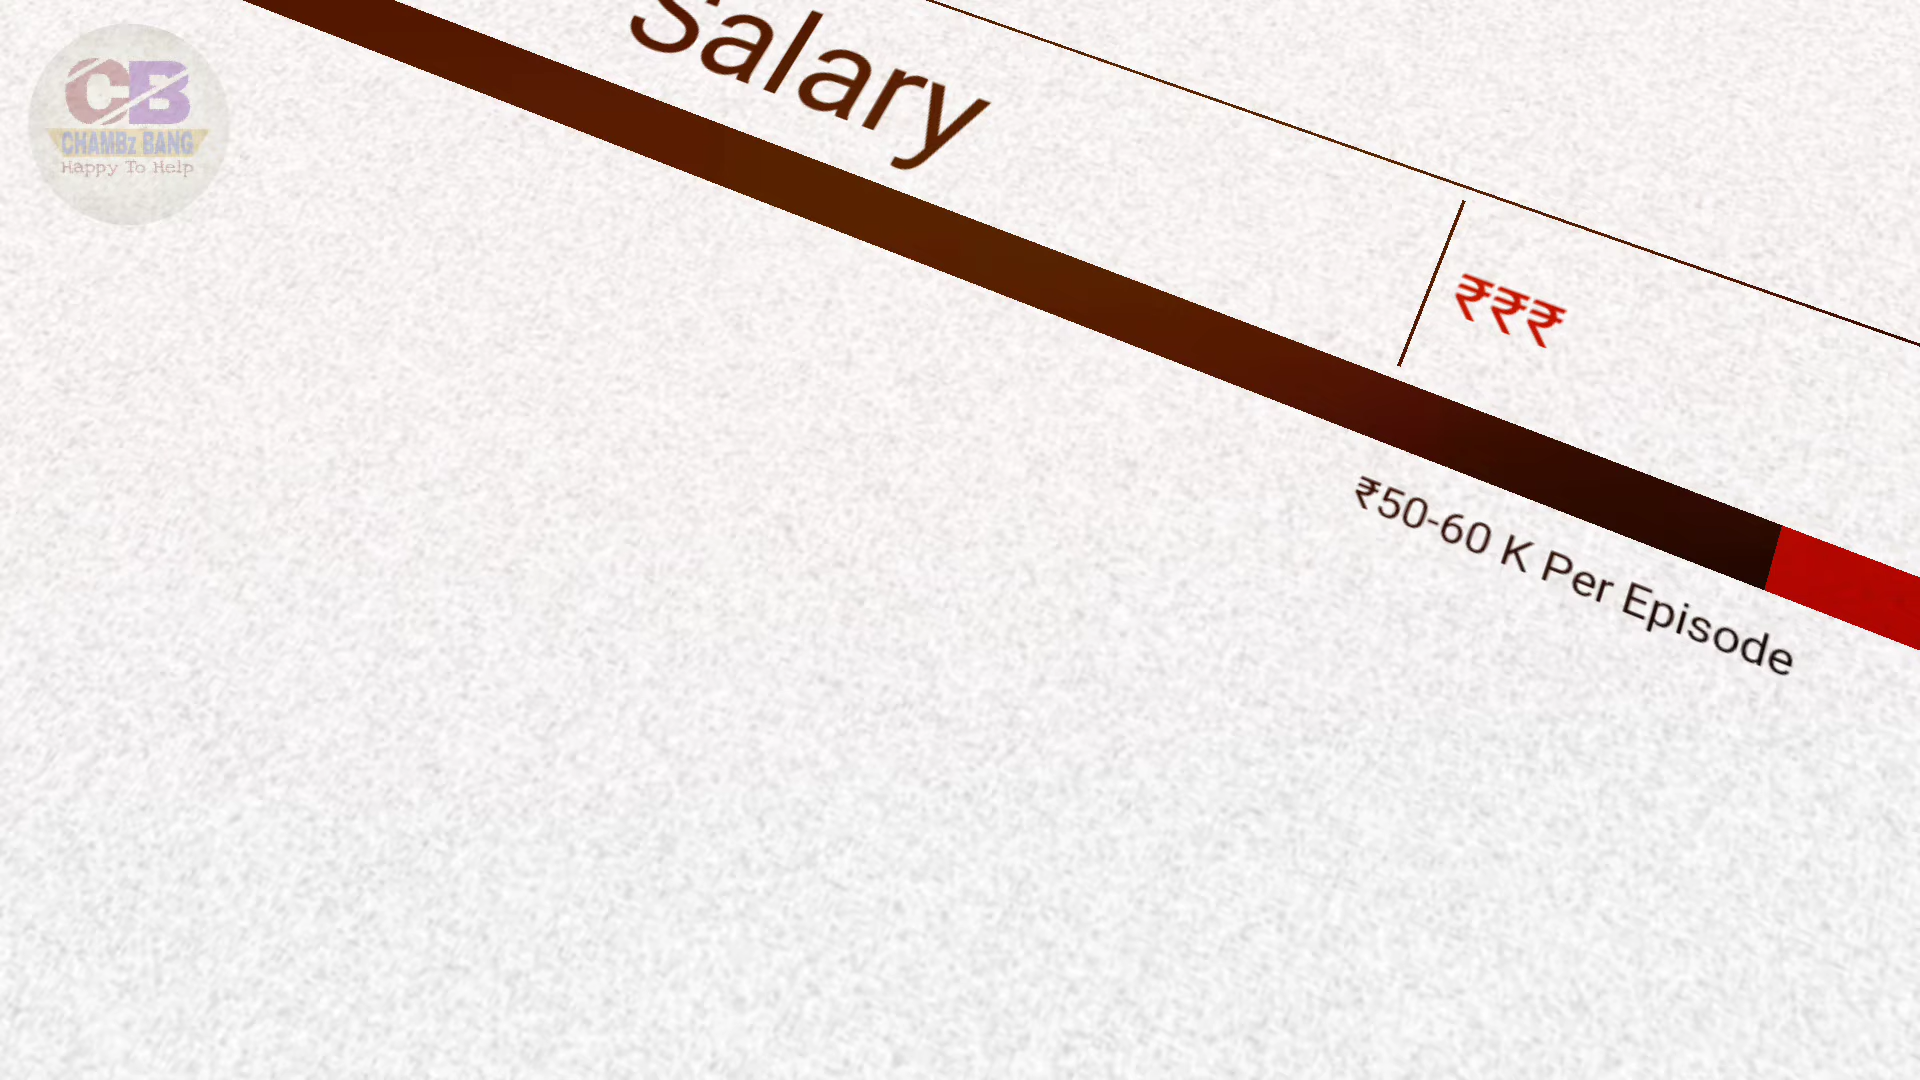 CB
CHAMBz BANG
Happy To Help
Salary
₹₹₹
₹50-60 K Per Episode